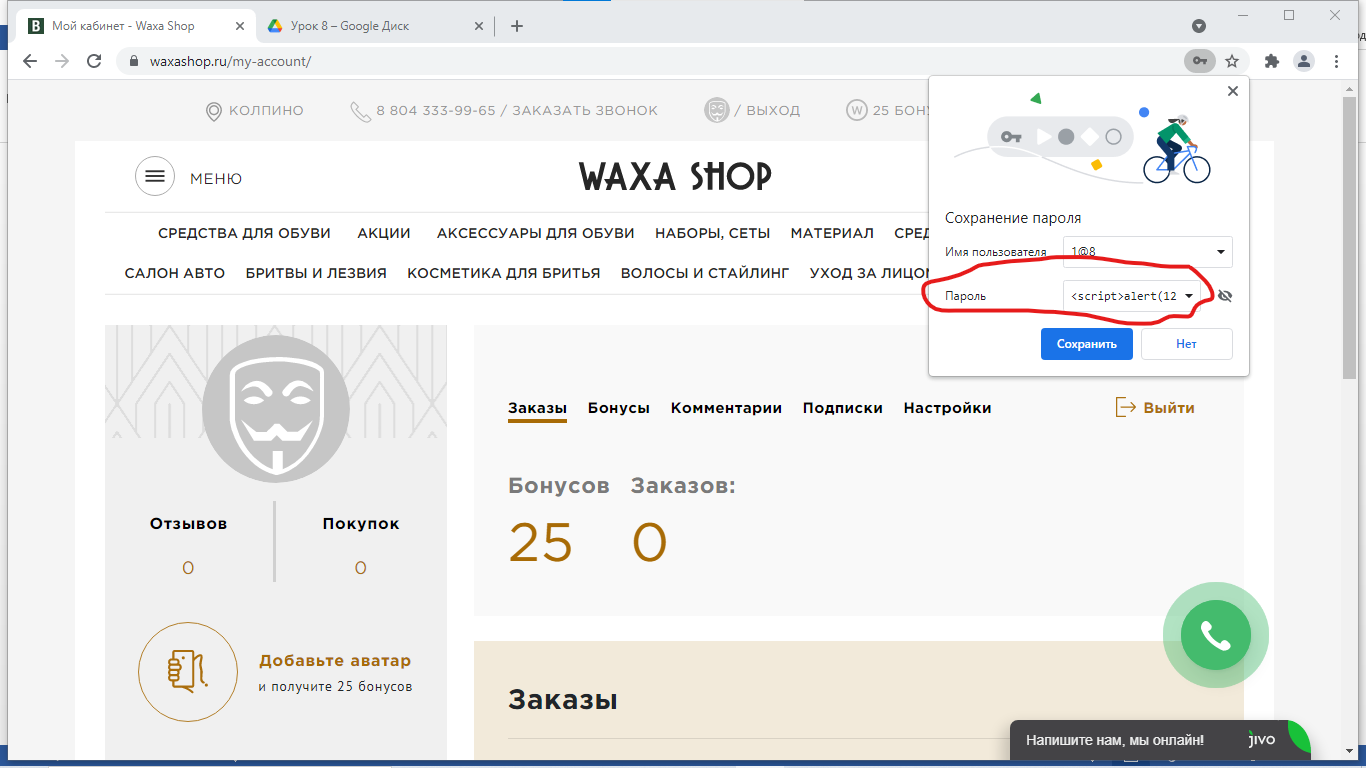 Мой кабинет - Waxa Shop
Урок 8 – Google Диск
waxashop.ru/my-account/
КОЛПИНО
8 804 333-99-65 / ЗАКАЗАТЬ ЗВОНОК
/ ВЫХОД
W 25 БОН
МЕНЮ
WAXA SHOP
СРЕДСТВА ДЛЯ ОБУВИ АКЦИИ АКСЕССУАРЫ ДЛЯ ОБУВИ НАБОРЫ, СЕТЫ МАТЕРИАЛ СРЕД
САЛОН АВТО БРИТВЫ И ЛЕЗВИЯ КОСМЕТИКА ДЛЯ БРИТЬЯ ВОЛОСЫ И СТАЙЛИНГ УХОД ЗА ЛИЦОМ
Сохранение пароля
Имя пользователя 1@8
Пароль <script>alert(12
Сохранить Нет
Заказы Бонусы Комментарии Подписки Настройки Выйти
Бонусов Заказов:
25 0
Отзывов Покупок
0 0
Добавьте аватар
и получите 25 бонусов
Заказы
Напишите нам, мы онлайн! jivo